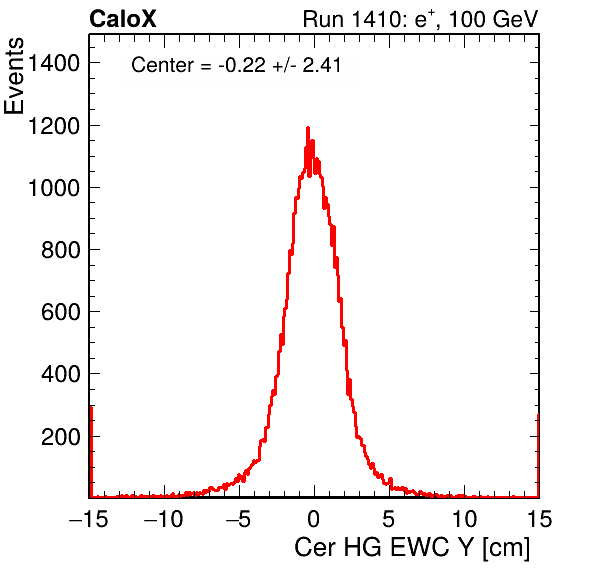 CaloX
Run 1410: e+, 100 GeV
Events
Center = -0.22 +/- 2.41
1400
1200
1000
800
600
400
200
−15 −10 −5 0 5 10 15
Cer HG EWC Y [cm]